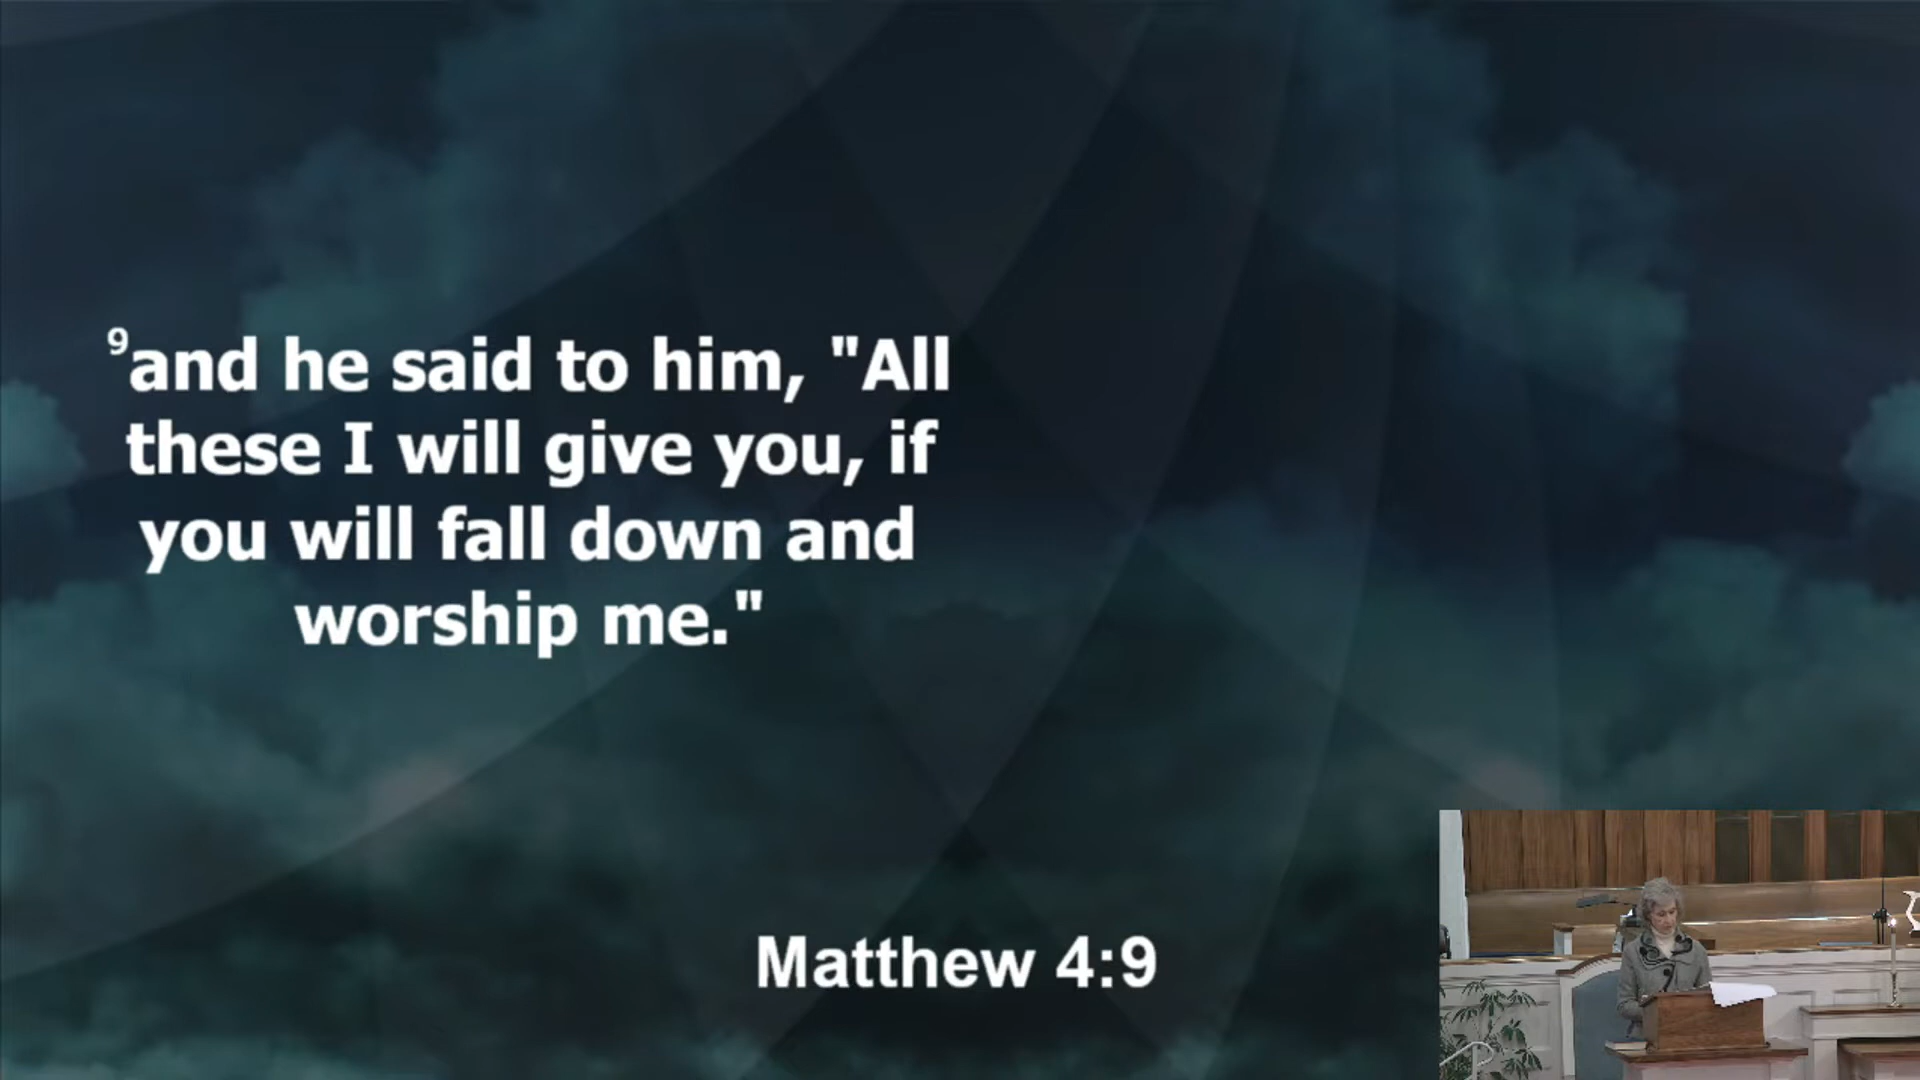 ⁹and he said to him, "All
these I will give you, if
you will fall down and
worship me."
Matthew 4:9